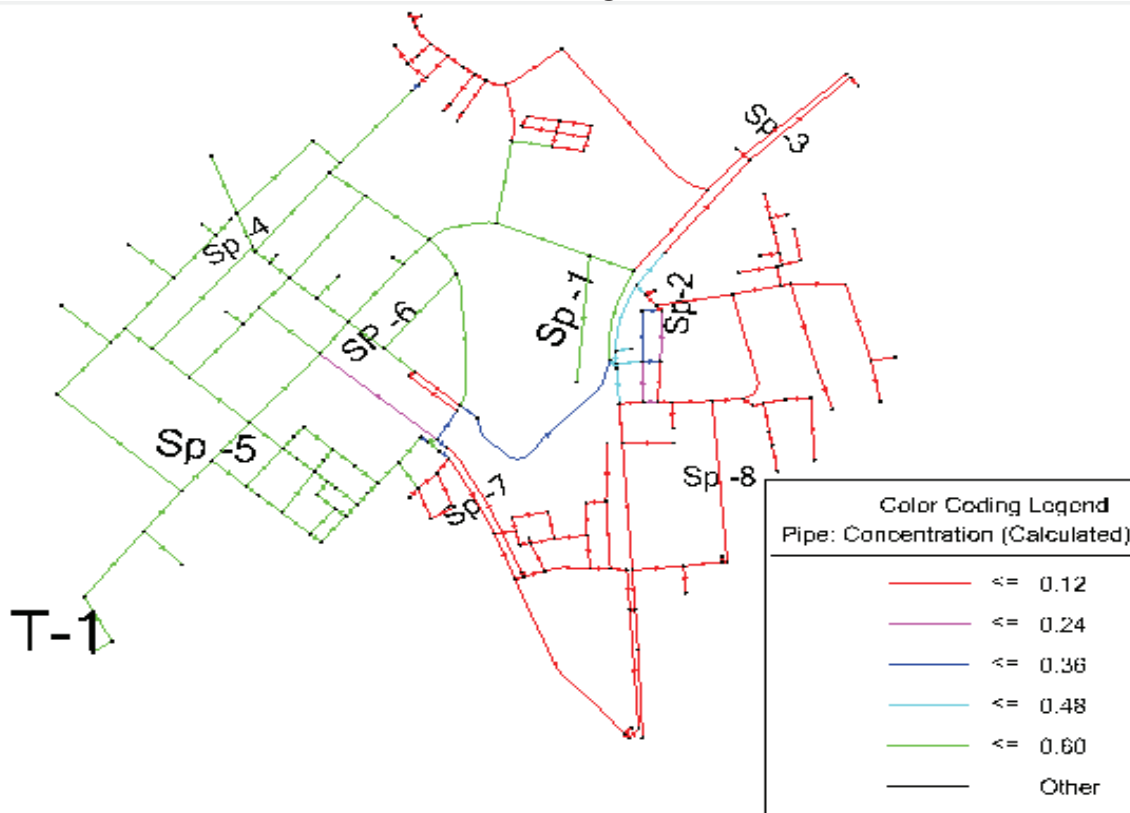 Sp -3
Sp -4
Sp -1
Sp-2
SP -6
Sp -5
Sp -7
Sp -8
T-1
Color Coding Legend
Pipe: Concentration (Calculated)
<= 0.12
<= 0.24
<= 0.36
<= 0.48
<= 0.60
Other